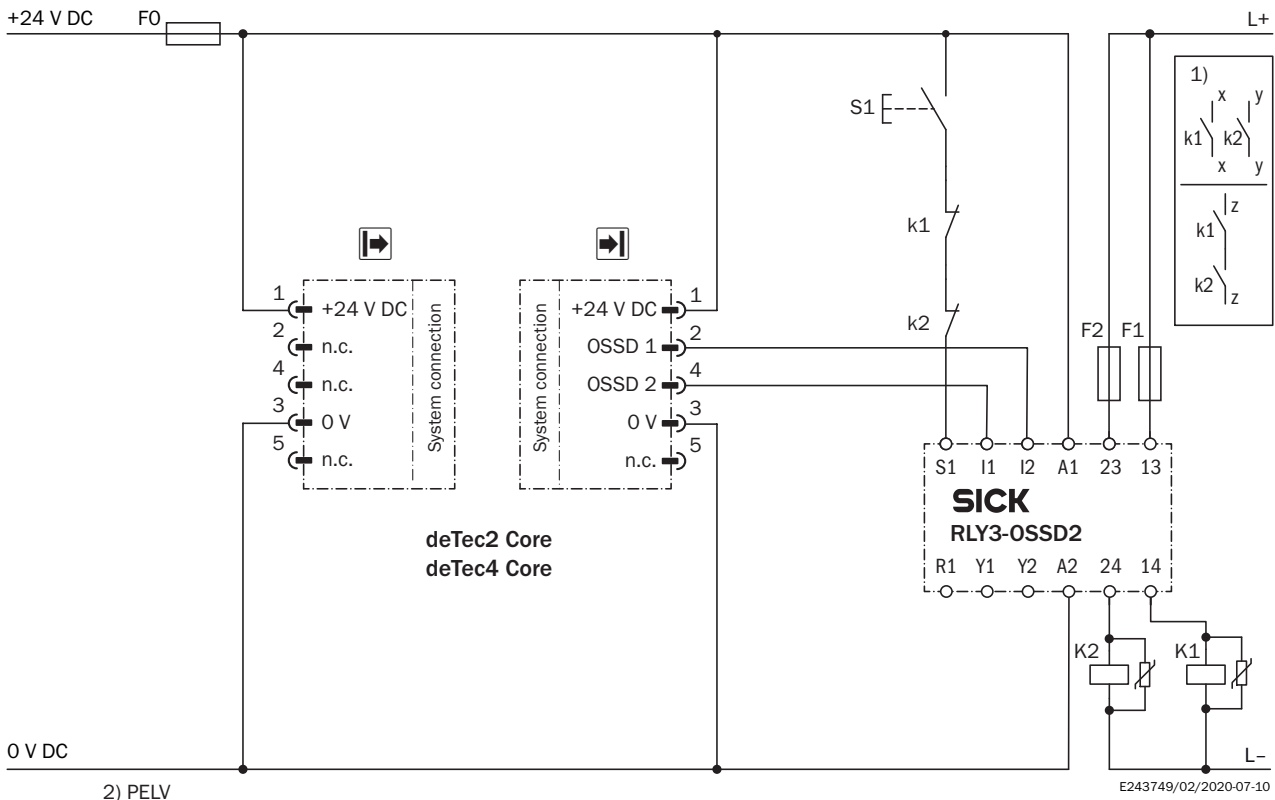 +24 V DC
F0
L+
1)
x y
k1 k2
x y
z
k1
k2
z
S1
k1
k2
F2 F1
1 +24 V DC
2 n.c.
4 n.c.
3 0 V
5 n.c.
System connection
System connection
+24 V DC 1
OSSD 1 2
OSSD 2 4
0 V 3
n.c. 5
deTec2 Core
deTec4 Core
S1 I1 I2 A1 23 13
SICK
RLY3-OSSD2
R1 Y1 Y2 A2 24 14
K2 K1
0 V DC
L–
2) PELV
E243749/02/2020-07-10